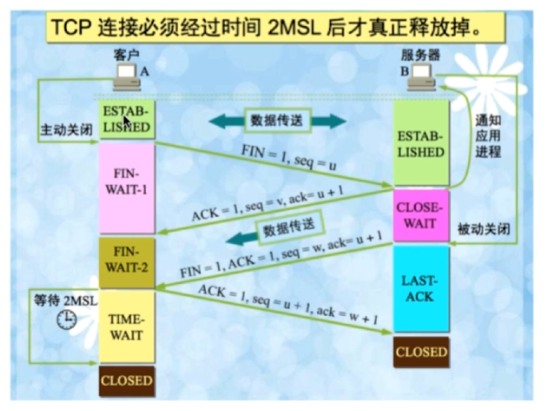 TCP 连接必须经过时间 2MSL 后才真正释放掉。
客户
A
服务器
B
ESTAB-
LISHED
主动关闭
数据传送
ESTAB-
LISHED
通知
应用
进程
FIN = 1, seq = u
FIN-
WAIT-1
ACK = 1, seq = v, ack= u + 1
CLOSE-
WAIT
数据传送
被动关闭
FIN-
WAIT-2
FIN = 1, ACK = 1, seq = w, ack= u + 1
LAST-
ACK
ACK = 1, seq = u + 1, ack = w + 1
等待 2MSL
TIME-
WAIT
CLOSED
CLOSED